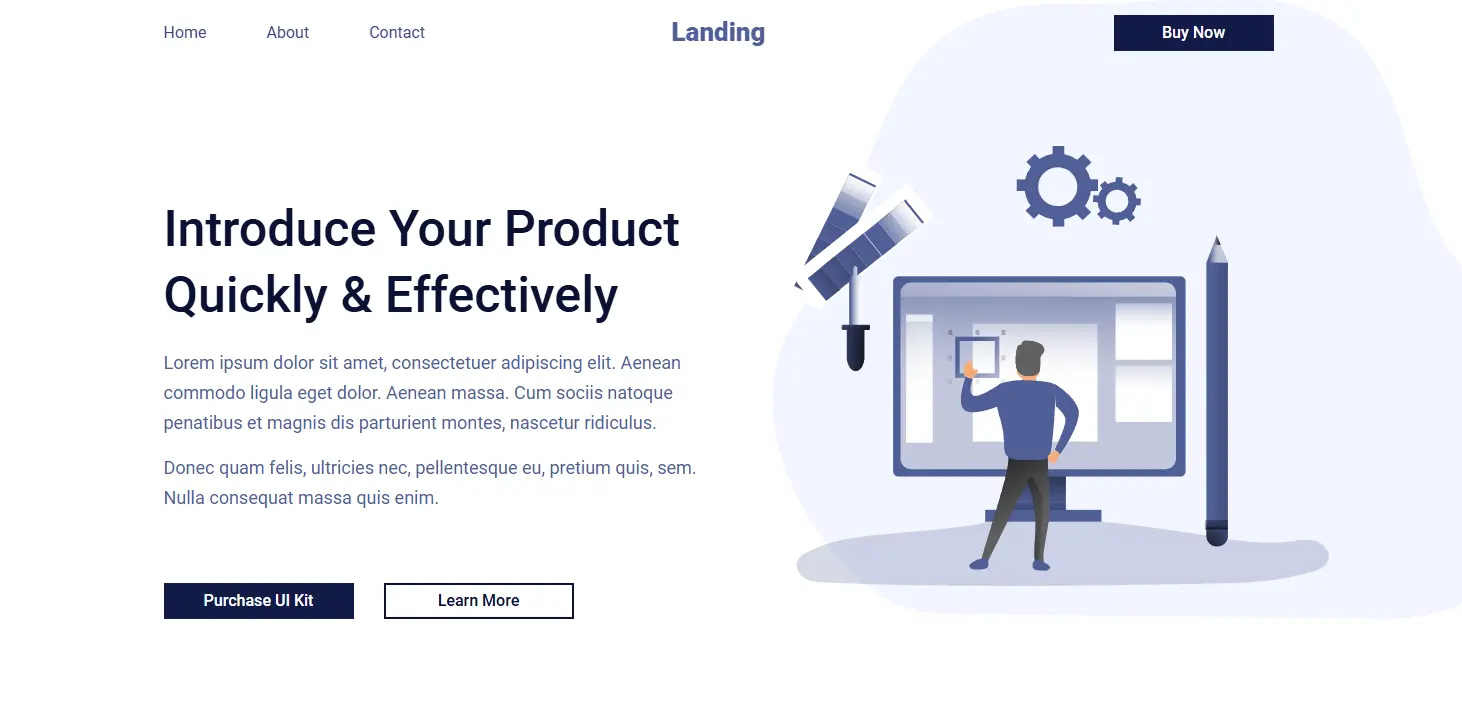 Home About Contact Landing Buy Now
Introduce Your Product
Quickly & Effectively
Lorem ipsum dolor sit amet, consectetuer adipiscing elit. Aenean
commodo ligula eget dolor. Aenean massa. Cum sociis natoque
penatibus et magnis dis parturient montes, nascetur ridiculus.
Donec quam felis, ultricies nec, pellentesque eu, pretium quis, sem.
Nulla consequat massa quis enim.
Purchase UI Kit Learn More